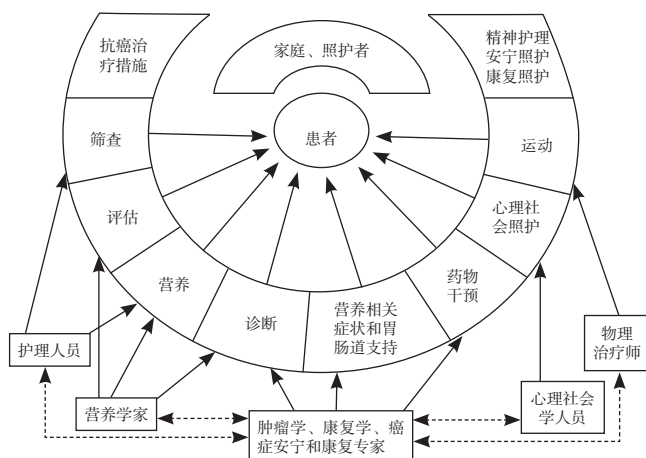 抗癌治
疗措施
家庭、照护者
精神护理
安宁照护
康复照护
筛查
患者
运动
评估
心理社
会照护
营养
药物
干预
诊断
营养相关
症状和胃
肠道支持
护理人员
物理
治疗师
营养学家
心理社会
学人员
肿瘤学、康复学、癌
症安宁和康复专家